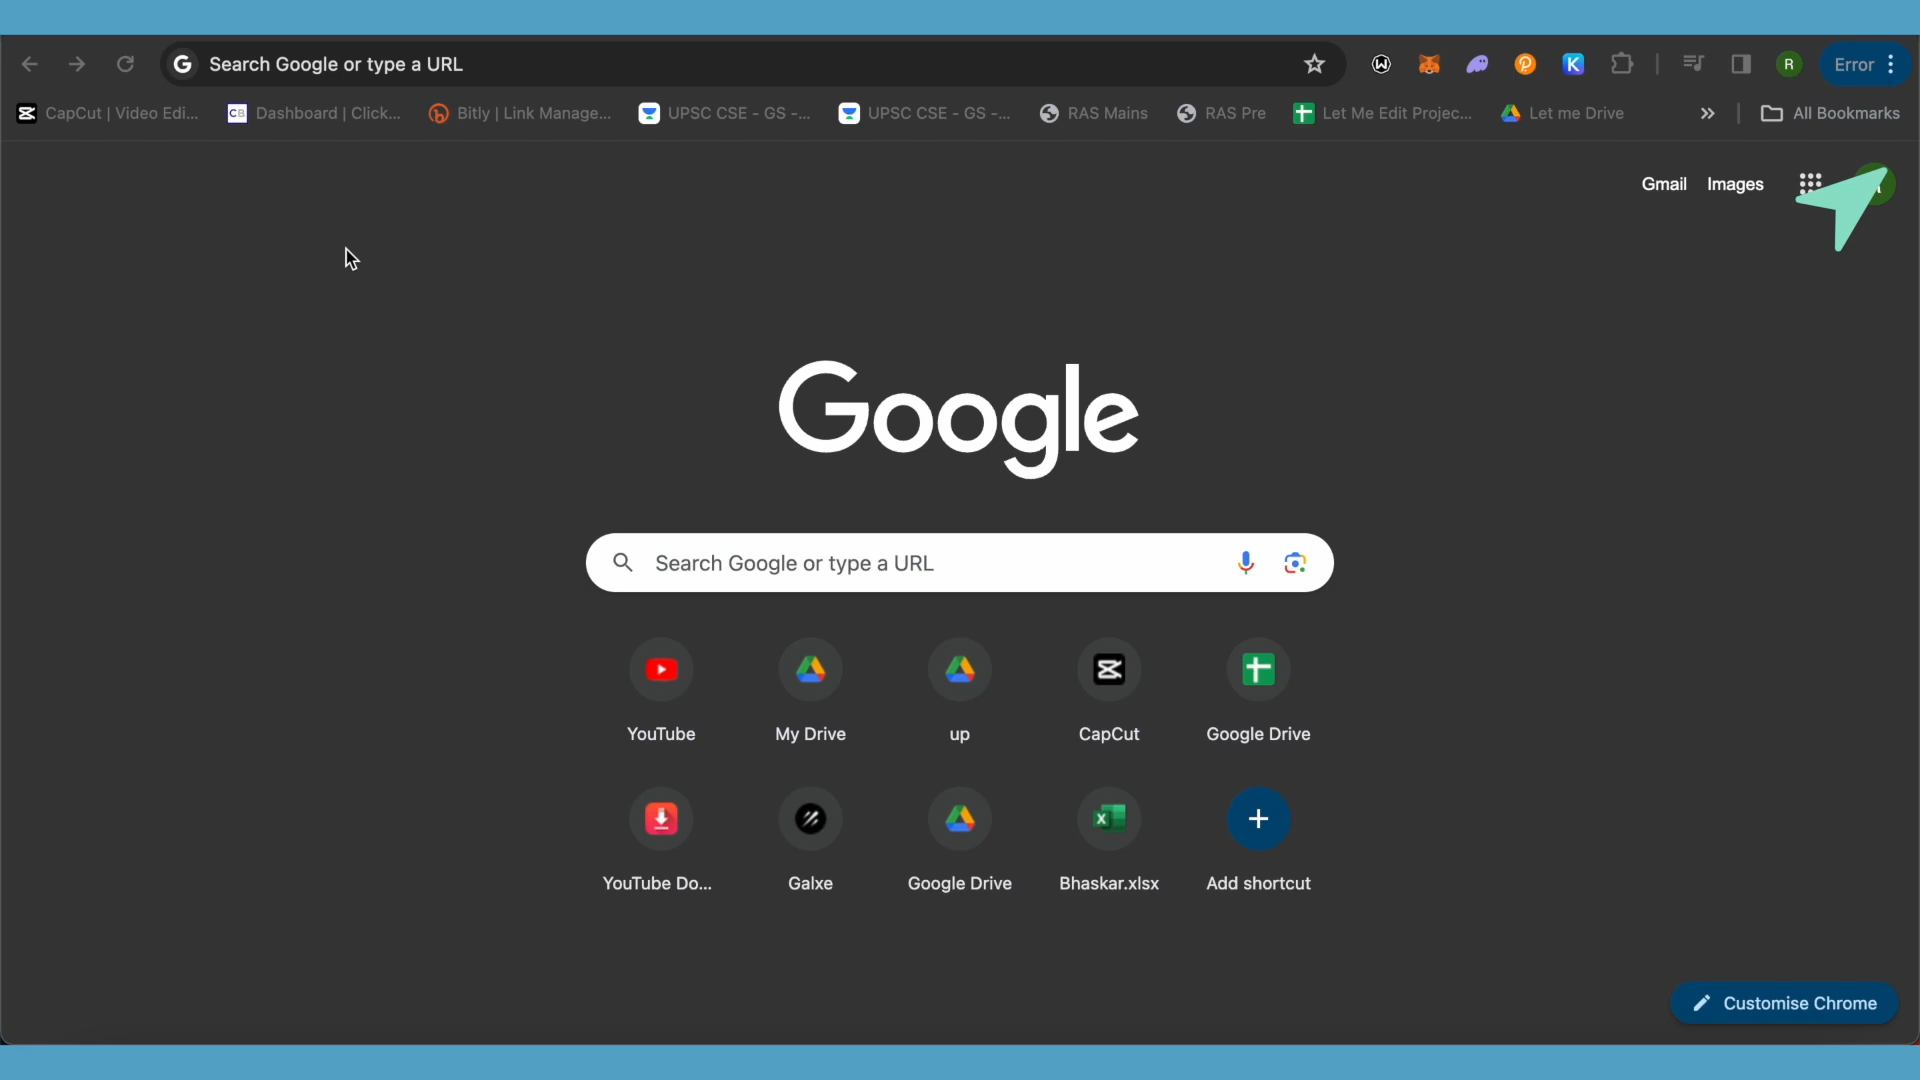 Search Google or type a URL
R
Error
CapCut | Video Edi...
CB Dashboard | Click...
Bitly | Link Manage...
UPSC CSE - GS -...
UPSC CSE - GS -...
RAS Mains
RAS Pre
Let Me Edit Projec...
Let me Drive
All Bookmarks
Gmail
Images
Google
Search Google or type a URL
YouTube
My Drive
up
CapCut
Google Drive
YouTube Do...
Galxe
Google Drive
Bhaskar.xlsx
Add shortcut
Customise Chrome